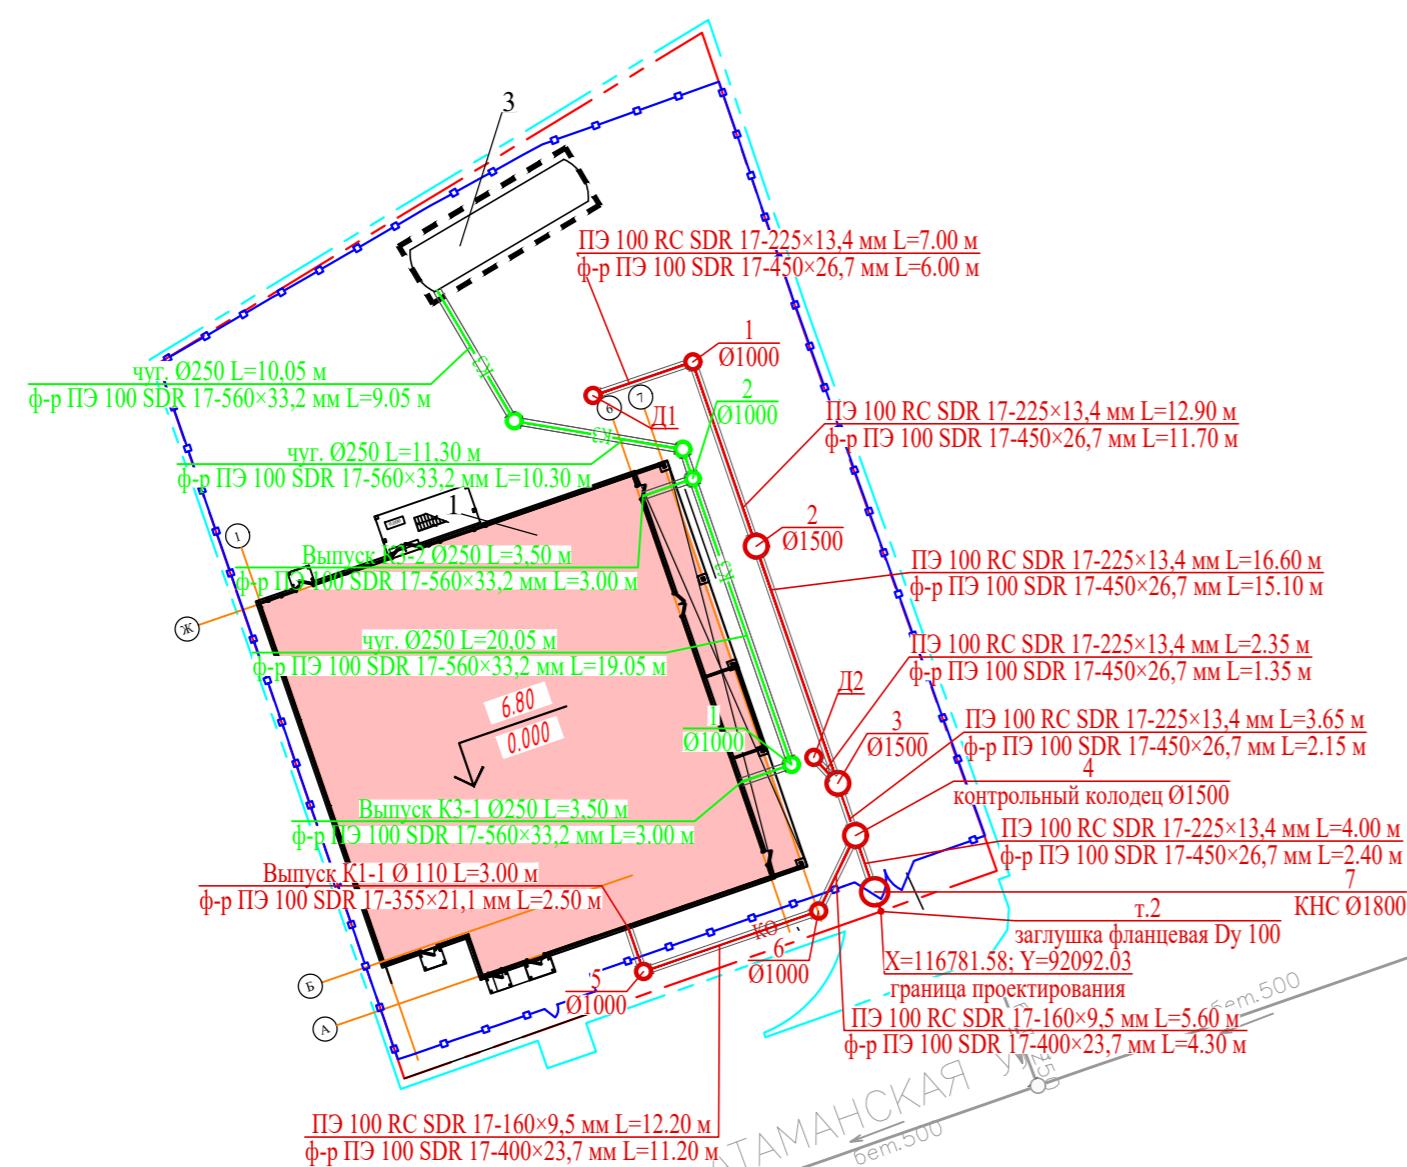 3
ПЭ 100 RC SDR 17-225×13,4 мм L=7.00 м
ф-р ПЭ 100 SDR 17-450×26,7 мм L=6.00 м
1
Ø1000
чуг. Ø250 L=10,05 м
ф-р ПЭ 100 SDR 17-560×33,2 мм L=9.05 м
К3
6
7
Д1
2
Ø1000
ПЭ 100 RC SDR 17-225×13,4 мм L=12.90 м
ф-р ПЭ 100 SDR 17-450×26,7 мм L=11.70 м
К3
чуг. Ø250 L=11,30 м
ф-р ПЭ 100 SDR 17-560×33,2 мм L=10.30 м
1
1
2
Ø1500
Выпуск К3-2 Ø250 L=3,50 м
ф-р ПЭ 100 SDR 17-560×33,2 мм L=3.00 м
К3
ПЭ 100 RC SDR 17-225×13,4 мм L=16.60 м
ф-р ПЭ 100 SDR 17-450×26,7 мм L=15.10 м
Ж
чуг. Ø250 L=20,05 м
ф-р ПЭ 100 SDR 17-560×33,2 мм L=19.05 м
ПЭ 100 RC SDR 17-225×13,4 мм L=2.35 м
ф-р ПЭ 100 SDR 17-450×26,7 мм L=1.35 м
Д2
6.80
0.000
1
Ø1000
3
Ø1500
ПЭ 100 RC SDR 17-225×13,4 мм L=3.65 м
ф-р ПЭ 100 SDR 17-450×26,7 мм L=2.15 м
4
контрольный колодец Ø1500
Выпуск К3-1 Ø250 L=3,50 м
ф-р ПЭ 100 SDR 17-560×33,2 мм L=3.00 м
ПЭ 100 RC SDR 17-225×13,4 мм L=4.00 м
ф-р ПЭ 100 SDR 17-450×26,7 мм L=2.40 м
Выпуск К1-1 Ø 110 L=3.00 м
ф-р ПЭ 100 SDR 17-355×21,1 мм L=2.50 м
7
КНС Ø1800
т.2
заглушка фланцевая Dy 100
КО
6
Ø1000
X=116781.58; Y=92092.03
граница проектирования
Б
5
Ø1000
А
ПЭ 100 RC SDR 17-160×9,5 мм L=5.60 м
ф-р ПЭ 100 SDR 17-400×23,7 мм L=4.30 м
бет.500
АТАМАНСКАЯ
бет.500
ПЭ 100 RC SDR 17-160×9,5 мм L=12.20 м
ф-р ПЭ 100 SDR 17-400×23,7 мм L=11.20 м